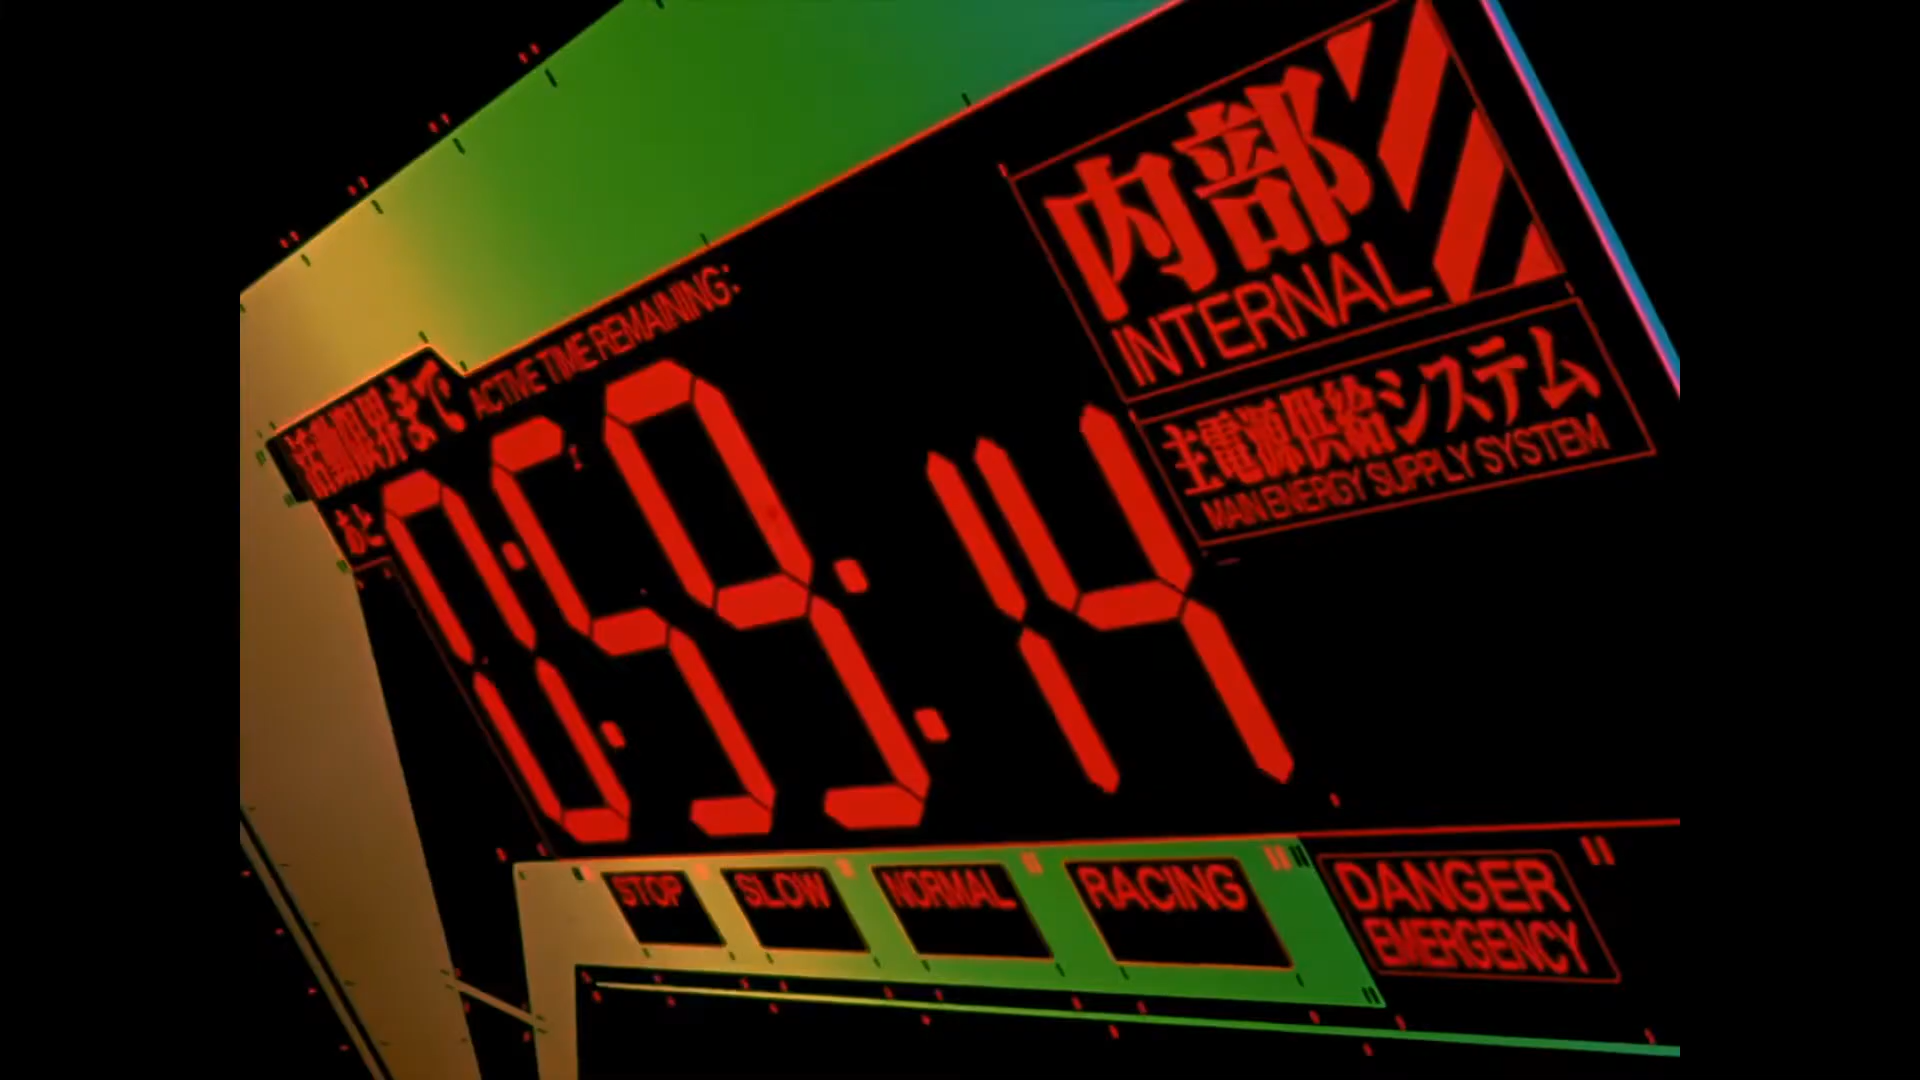 内部
INTERNAL
主電源供給システム
MAIN ENERGY SUPPLY SYSTEM
活動限界まで ACTIVE TIME REMAINING:
あと 0:59:14
STOP SLOW NORMAL RACING DANGER
EMERGENCY